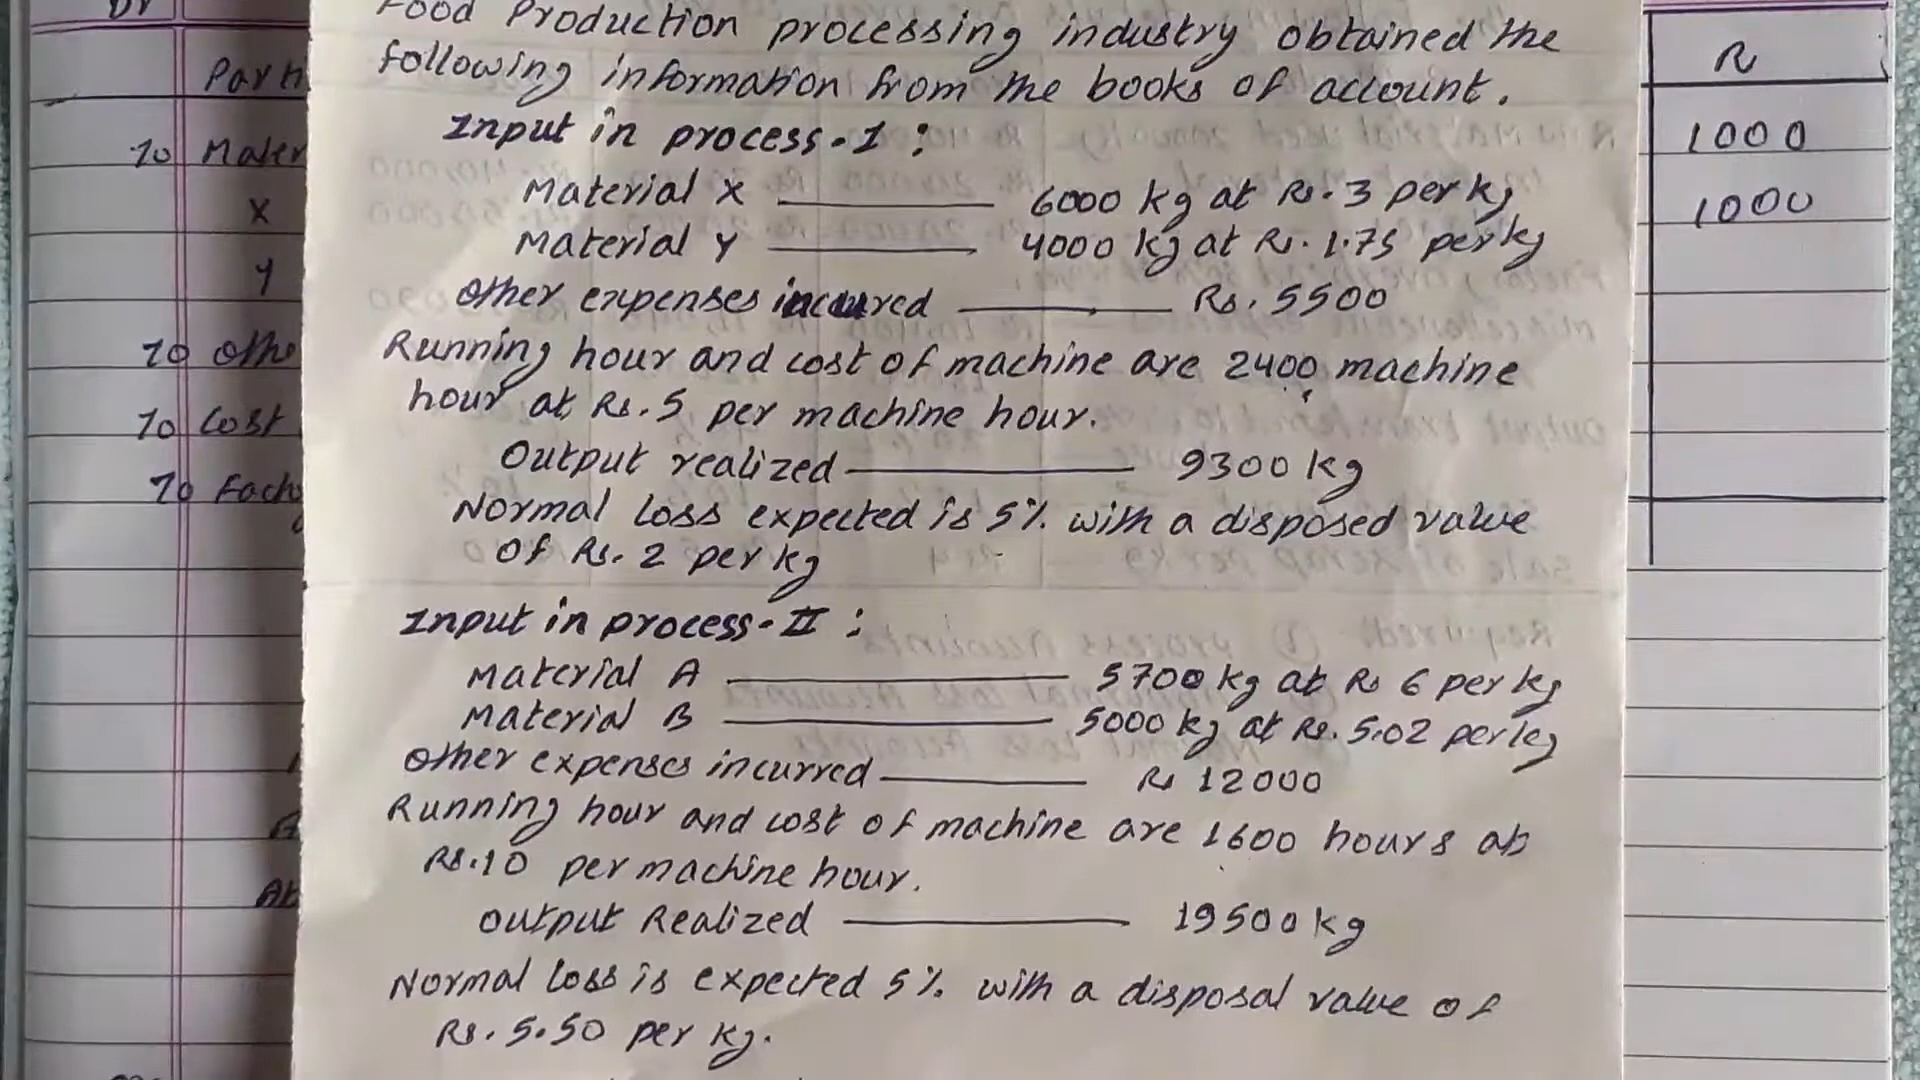 Food Production processing industry obtained the
following information from the books of account.
Input in process-I :
Material X 6000 kg at Rs.3 per kg
Material Y 4000 kg at Rs. 1.75 per kg
other expenses incurred Rs. 5500
Running hour and cost of machine are 2400 machine
hour at Rs.5 per machine hour.
Output realized 9300 kg
Normal loss expected is 5% with a disposed value
of Rs. 2 per kg
Input in process-II :
Material A 5700 kg at Rs 6 per kg
Material B 5000 kg at Rs. 5.02 per kg
other expenses incurred Rs 12000
Running hour and cost of machine are 1600 hours at
Rs.10 per machine hour.
output Realized 19500 kg
Normal loss is expected 5% with a disposal value of
Rs. 5.50 per kg.
Dr
Parti
To Mater
X
Y
To othe
To Cost
To Facto
R
1000
1000